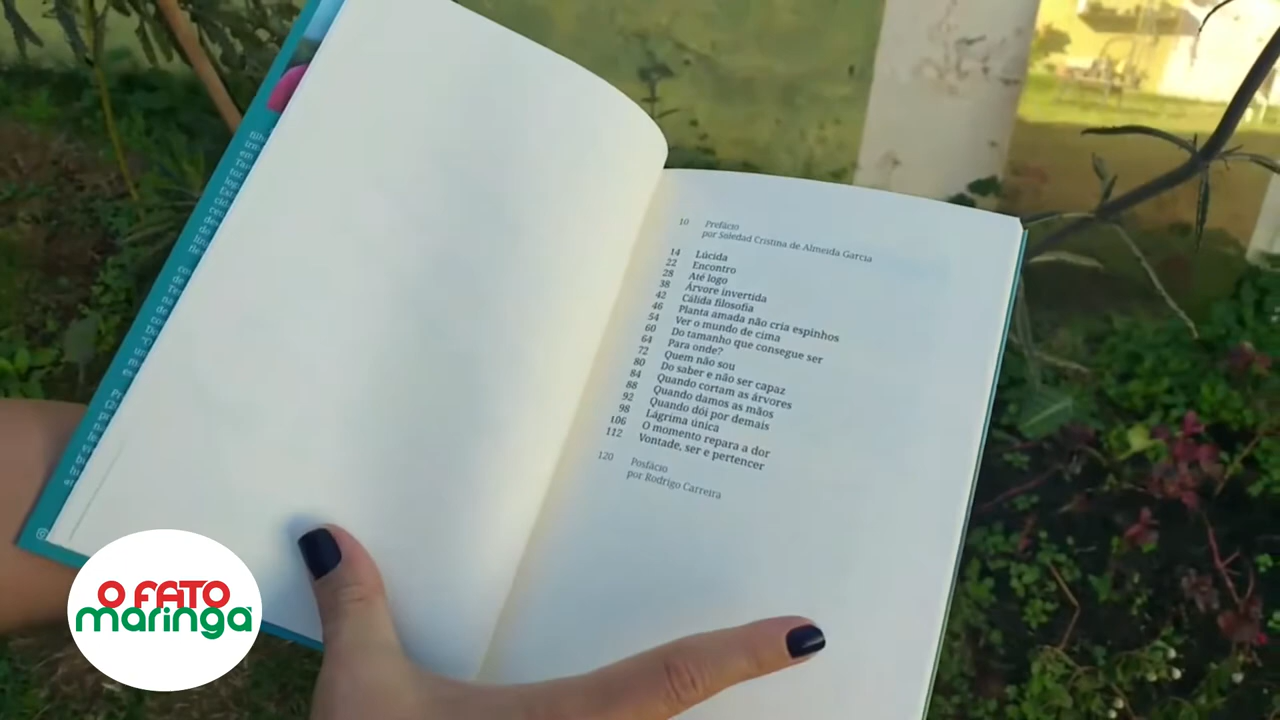 10 Prefácio
por Soledad Cristina de Almeida Garcia
14 Lúcida
22 Encontro
28 Até logo
38 Árvore invertida
42 Cálida filosofia
46 Planta amada não cria espinhos
54 Ver o mundo de cima
60 Do tamanho que consegue ser
64 Para onde?
72 Quem não sou
80 Do saber e não ser capaz
84 Quando cortam as árvores
88 Quando damos as mãos
92 Quando dói por demais
98 Lágrima única
106 O momento repara a dor
112 Vontade, ser e pertencer
120 Posfácio
por Rodrigo Carreira
O FATO
maringá